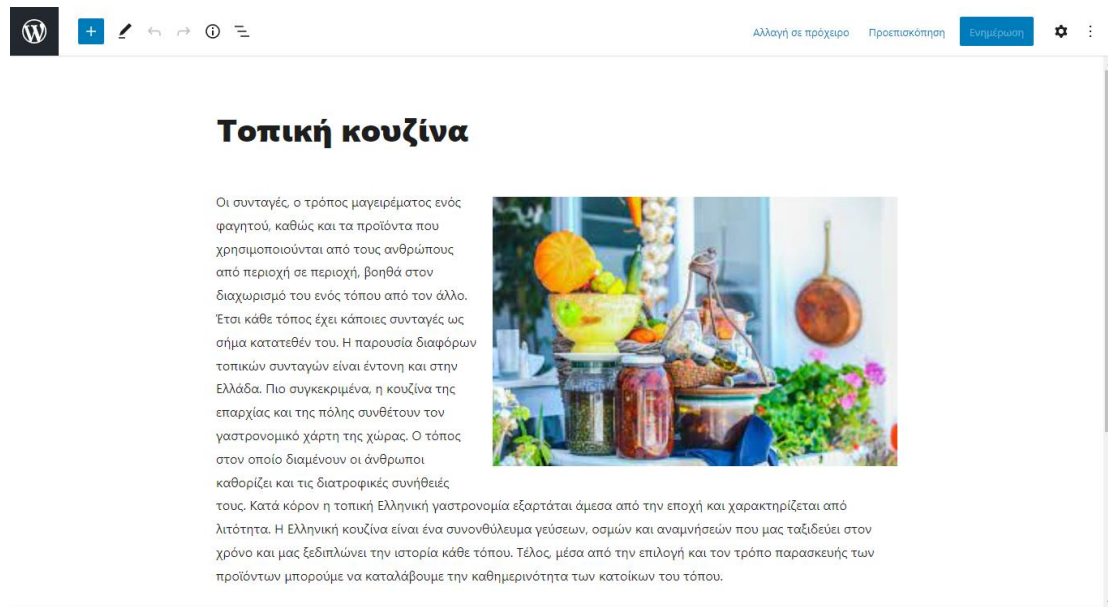 Αλλαγή σε πρόχειρο Προεπισκόπηση Ενημέρωση
Τοπική κουζίνα
Οι συνταγές, ο τρόπος μαγειρέματος ενός
φαγητού, καθώς και τα προϊόντα που
χρησιμοποιούνται από τους ανθρώπους
από περιοχή σε περιοχή, βοηθά στον
διαχωρισμό του ενός τόπου από τον άλλο.
Έτσι κάθε τόπος έχει κάποιες συνταγές ως
σήμα κατατεθέν του. Η παρουσία διαφόρων
τοπικών συνταγών είναι έντονη και στην
Ελλάδα. Πιο συγκεκριμένα, η κουζίνα της
επαρχίας και της πόλης συνθέτουν τον
γαστρονομικό χάρτη της χώρας. Ο τόπος
στον οποίο διαμένουν οι άνθρωποι
καθορίζει και τις διατροφικές συνήθειές
τους. Κατά κόρον η τοπική Ελληνική γαστρονομία εξαρτάται άμεσα από την εποχή και χαρακτηρίζεται από
λιτότητα. Η Ελληνική κουζίνα είναι ένα συνονθύλευμα γεύσεων, οσμών και αναμνήσεών που μας ταξιδεύει στον
χρόνο και μας ξεδιπλώνει την ιστορία κάθε τόπου. Τέλος, μέσα από την επιλογή και τον τρόπο παρασκευής των
προϊόντων μπορούμε να καταλάβουμε την καθημερινότητα των κατοίκων του τόπου.